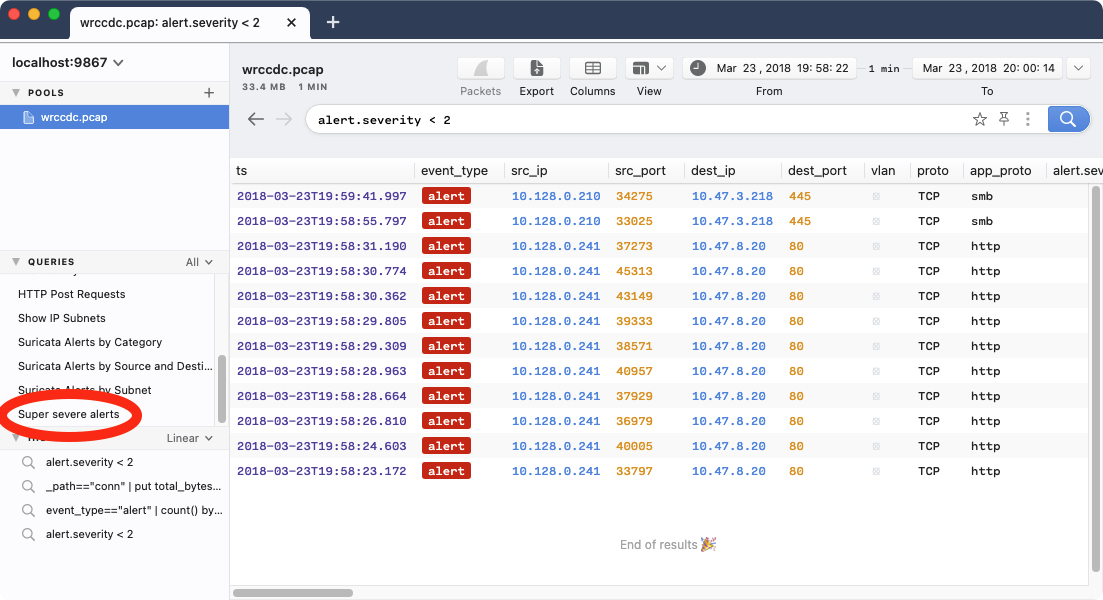 wrccdc.pcap: alert.severity < 2
localhost:9867
POOLS
wrccdc.pcap
QUERIES All
HTTP Post Requests
Show IP Subnets
Suricata Alerts by Category
Suricata Alerts by Source and Desti...
Suricata Alerts by Subnet
Super severe alerts
Linear
alert.severity < 2
_path=="conn" | put total_bytes...
event_type=="alert" | count() by...
alert.severity < 2
wrccdc.pcap
33.4 MB 1 MIN
Packets Export Columns View
Mar 23 , 2018 19: 58: 22 1 min Mar 23 , 2018 20: 00: 14
From To
alert.severity < 2
ts event_type src_ip src_port dest_ip dest_port vlan proto app_proto alert.sev
2018-03-23T19:59:41.997 alert 10.128.0.210 34275 10.47.3.218 445 TCP smb
2018-03-23T19:58:55.797 alert 10.128.0.210 33025 10.47.3.218 445 TCP smb
2018-03-23T19:58:31.190 alert 10.128.0.241 37273 10.47.8.20 80 TCP http
2018-03-23T19:58:30.774 alert 10.128.0.241 45313 10.47.8.20 80 TCP http
2018-03-23T19:58:30.362 alert 10.128.0.241 43149 10.47.8.20 80 TCP http
2018-03-23T19:58:29.805 alert 10.128.0.241 39333 10.47.8.20 80 TCP http
2018-03-23T19:58:29.309 alert 10.128.0.241 38571 10.47.8.20 80 TCP http
2018-03-23T19:58:28.963 alert 10.128.0.241 40957 10.47.8.20 80 TCP http
2018-03-23T19:58:28.664 alert 10.128.0.241 37929 10.47.8.20 80 TCP http
2018-03-23T19:58:26.810 alert 10.128.0.241 36979 10.47.8.20 80 TCP http
2018-03-23T19:58:24.603 alert 10.128.0.241 40005 10.47.8.20 80 TCP http
2018-03-23T19:58:23.172 alert 10.128.0.241 33797 10.47.8.20 80 TCP http
End of results 🎉